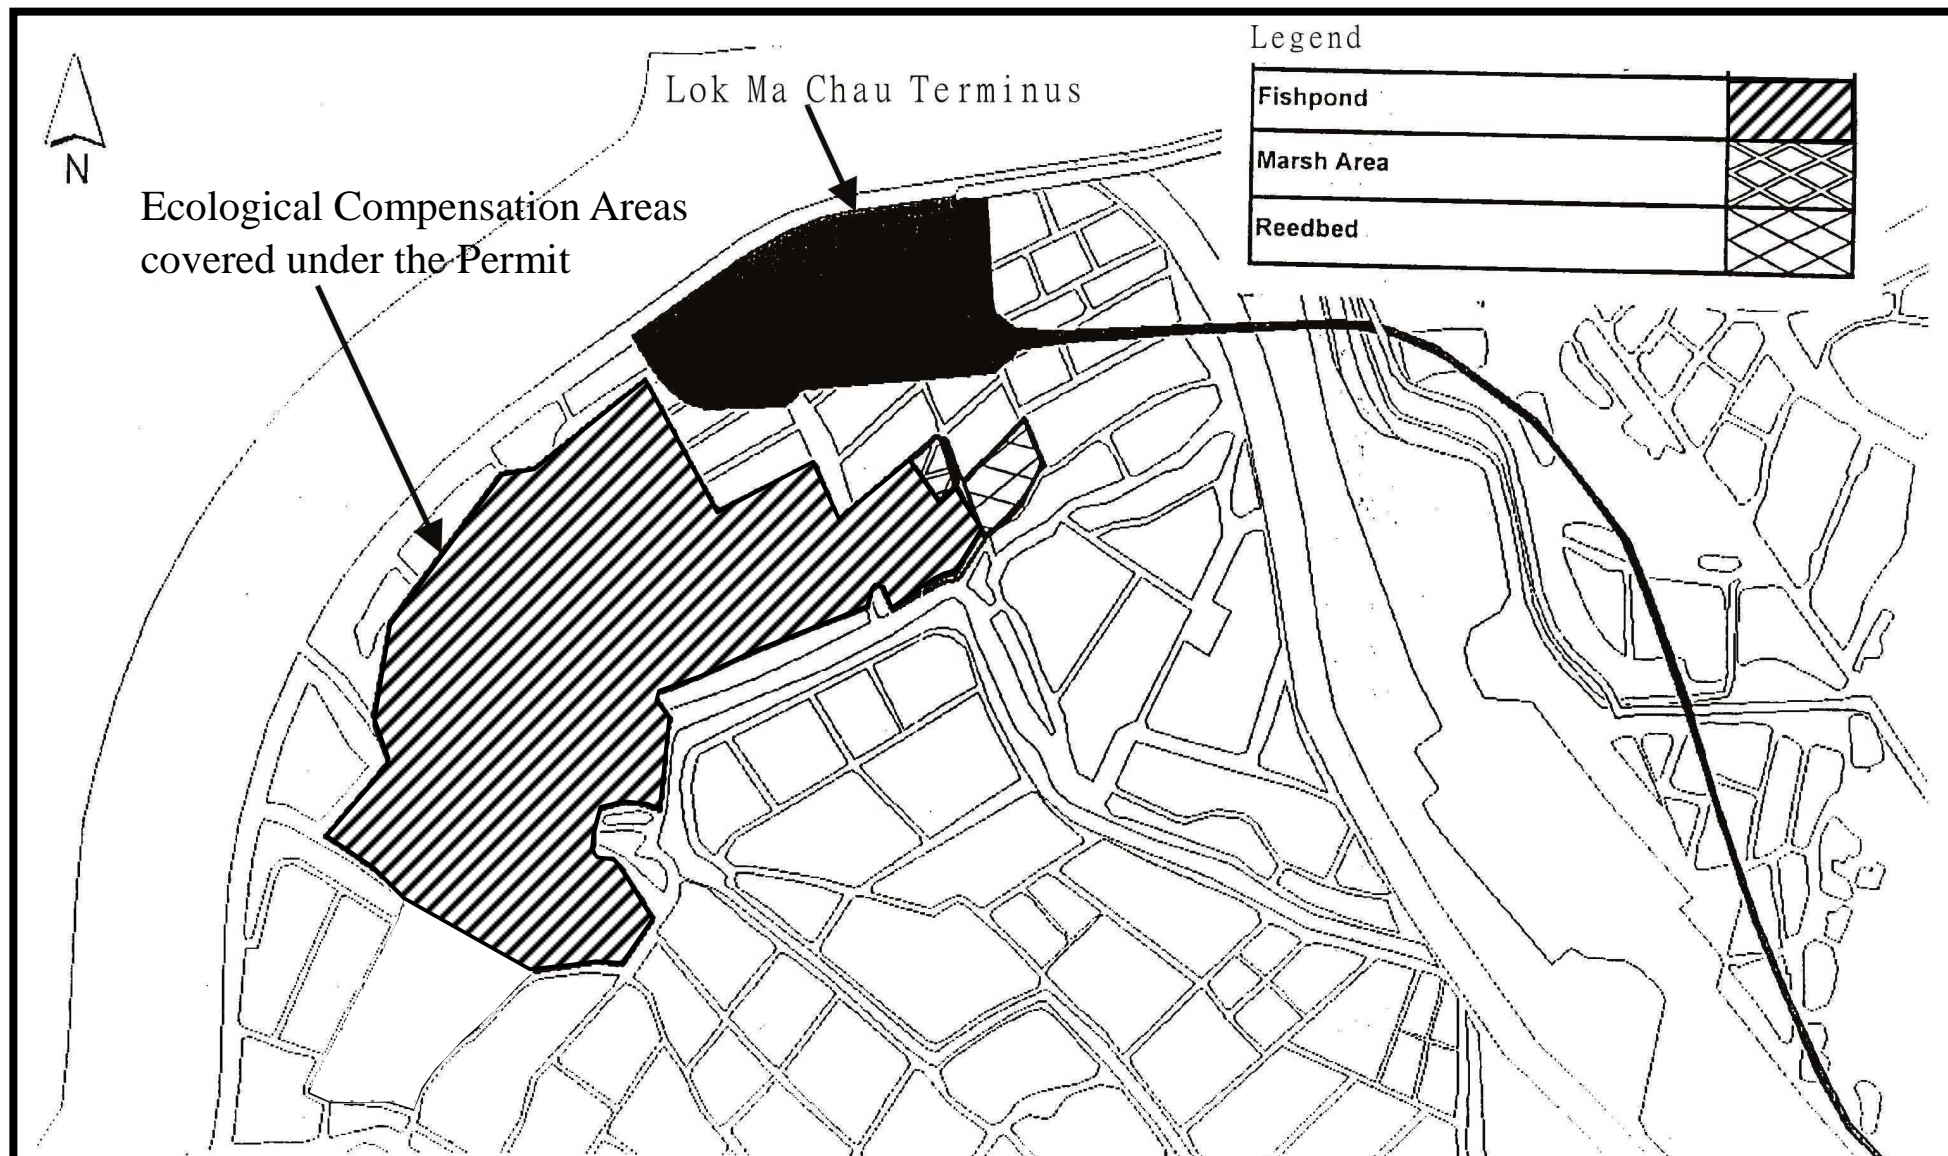 Legend
Lok Ma Chau Terminus
Fishpond
Marsh Area
Reedbed
N
Ecological Compensation Areas
covered under the Permit